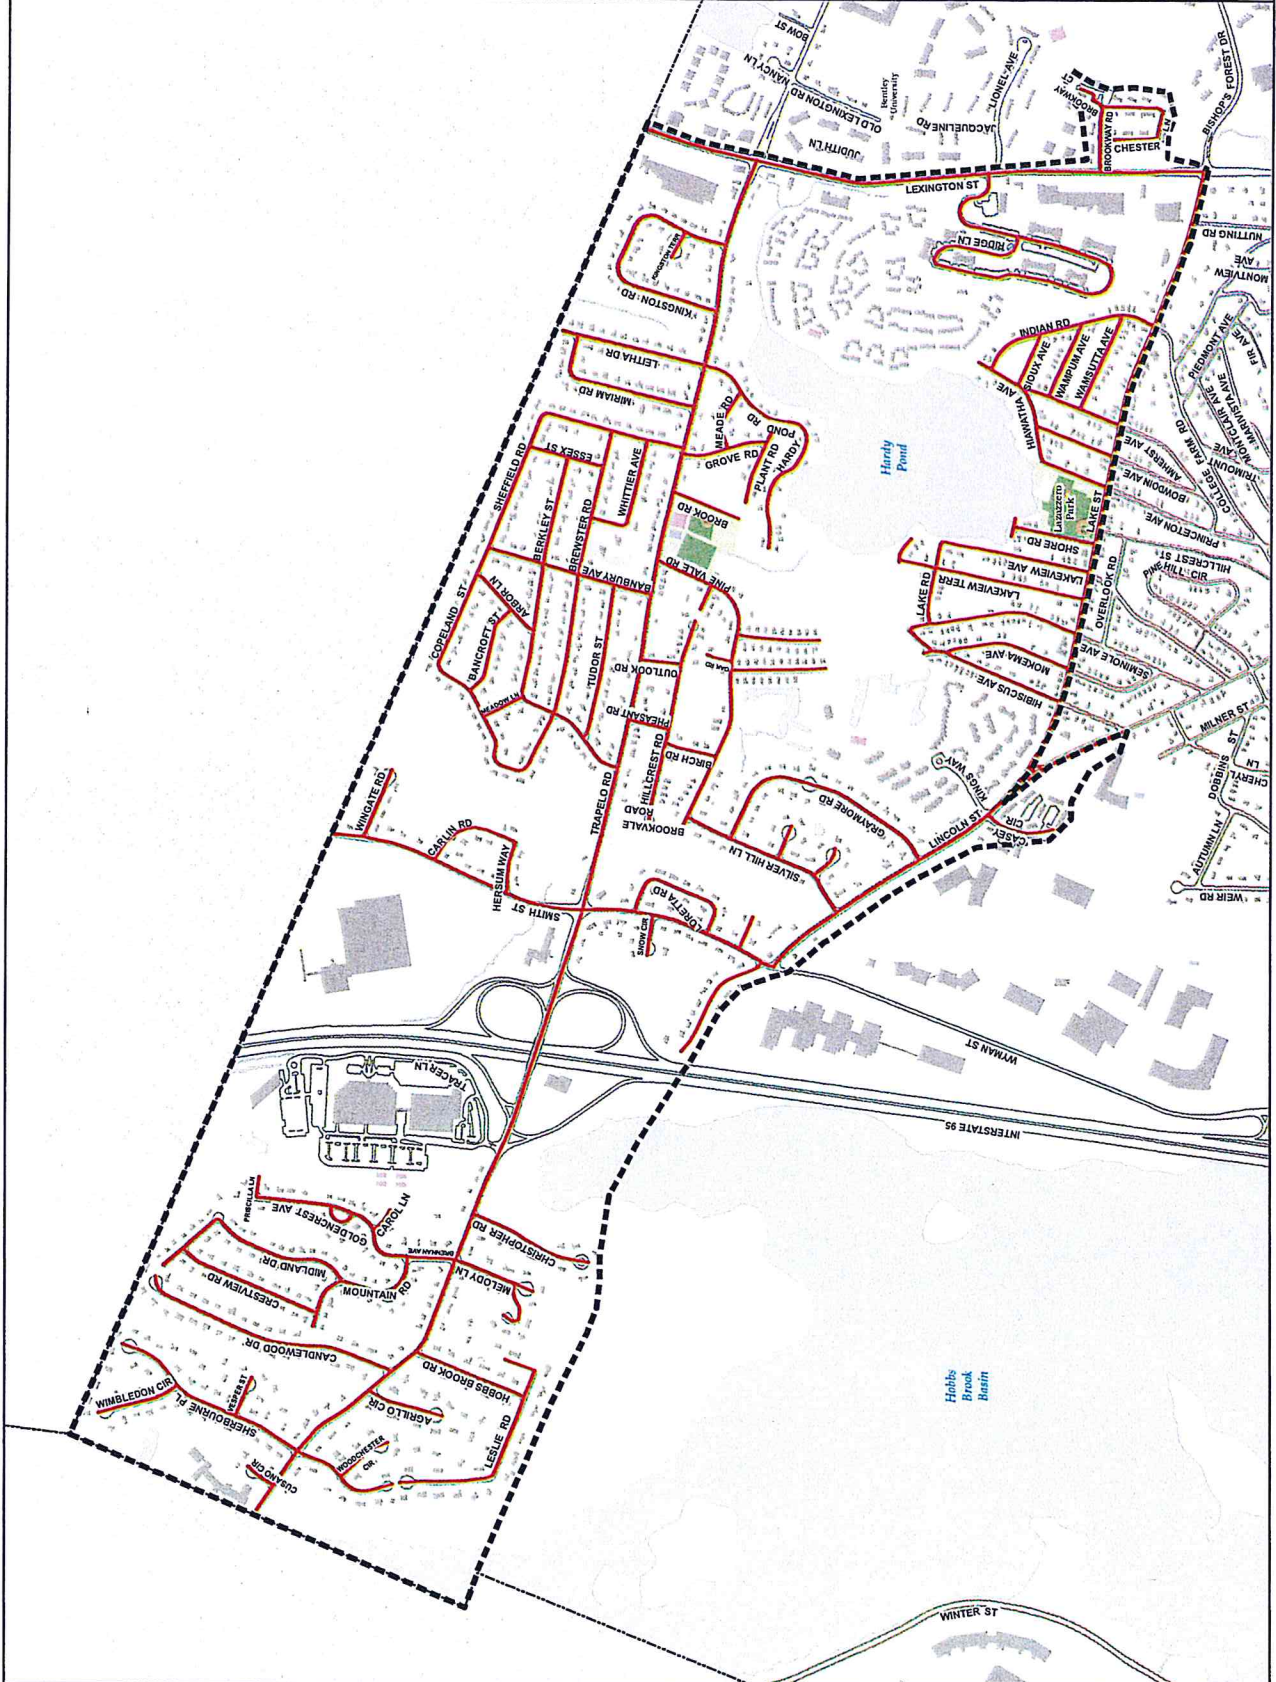 BOW ST
NANCY LN
OLD LEXINGTON RD
JUDITH LN
Bentley
University
JACQUELINE RD
LIONEL AVE
BROOKWAY
CT
BROOKWAY RD
CHESTER
LN
BISHOP'S FOREST DR
LEXINGTON ST
RIDGE LN
NUTTING RD
MONTVIEW
AVE
KINGSTON TERR
KINGSTON RD
LEITHA DR
MIRIAM RD
INDIAN RD
SIOUX AVE
WAMPUM AVE
WAMSUTTA AVE
HIAWATHA AVE
PIEDMONT AVE
FIR AVE
MARIVISTA AVE
MONTCLAIR AVE
TRIMOUNT AVE
COLLEGE FARM RD
AMHERST AVE
BOWDOIN AVE
PRINCETON AVE
HILLCREST ST
PINE HILL CIR
MEADE RD
POND
RD
HARDY
PLANT RD
GROVE RD
Hardy
Pond
Lazazzero
Park
LAKE ST
SHORE RD
LAKEVIEW AVE
LAKEVIEW TERR
LAKE RD
MOKEMA AVE
HIBISCUS AVE
OVERLOOK RD
SEMINOLE AVE
MILNER ST
DOBBINS
ST
CHERYL
LN
AUTUMN LN
WEIR RD
SHEFFIELD RD
ESSEX ST
WHITTIER AVE
BERKLEY ST
BREWSTER RD
BROOK RD
BANBURY AVE
PINE VALE RD
COPELAND ST
ARBOR LN
BANCROFT ST
MEADOW LN
TUDOR ST
OUTLOOK RD
OAK RD
PHEASANT RD
HILLCREST RD
BIRCH RD
BROOKVALE
ROAD
TRAPELO RD
WINGATE RD
CARLIN RD
HERSUM WAY
SMITH ST
LORETTA RD
SNOW CIR
SILVER HILL LN
GRAYMORE RD
LINCOLN ST
KINGS WAY
CASEY
CIR
WYMAN ST
INTERSTATE 95
TRACER LN
PRISCILLA LN
GOLDENCREST AVE
CAROL LN
BRENNAN AVE
CHRISTOPHER RD
MELODY LN
MIDLAND DR
MOUNTAIN
RD
CRESTVIEW RD
CANDLEWOOD DR
HOBBS BROOK RD
AGRILLO CIR
LESLIE RD
WIMBLEDON CIR
VESPER ST
SHERBOURNE PL
WOODCHESTER
CIR
CUSANO CIR
Hobbs
Brook
Basin
WINTER ST